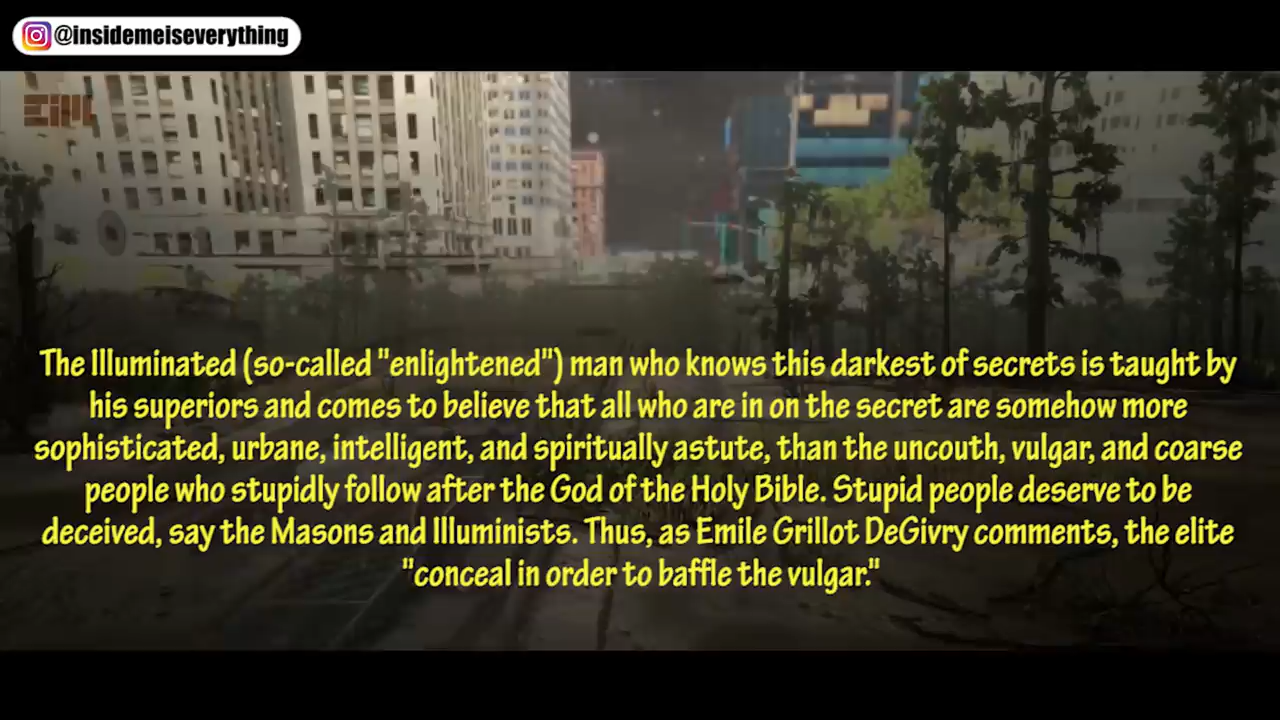 @insidemeiseverything
The Illuminated (so-called "enlightened") man who knows this darkest of secrets is taught by
his superiors and comes to believe that all who are in on the secret are somehow more
sophisticated, urbane, intelligent, and spiritually astute, than the uncouth, vulgar, and coarse
people who stupidly follow after the God of the Holy Bible. Stupid people deserve to be
deceived, say the Masons and Illuminists. Thus, as Emile Grillot DeGivry comments, the elite
"conceal in order to baffle the vulgar."